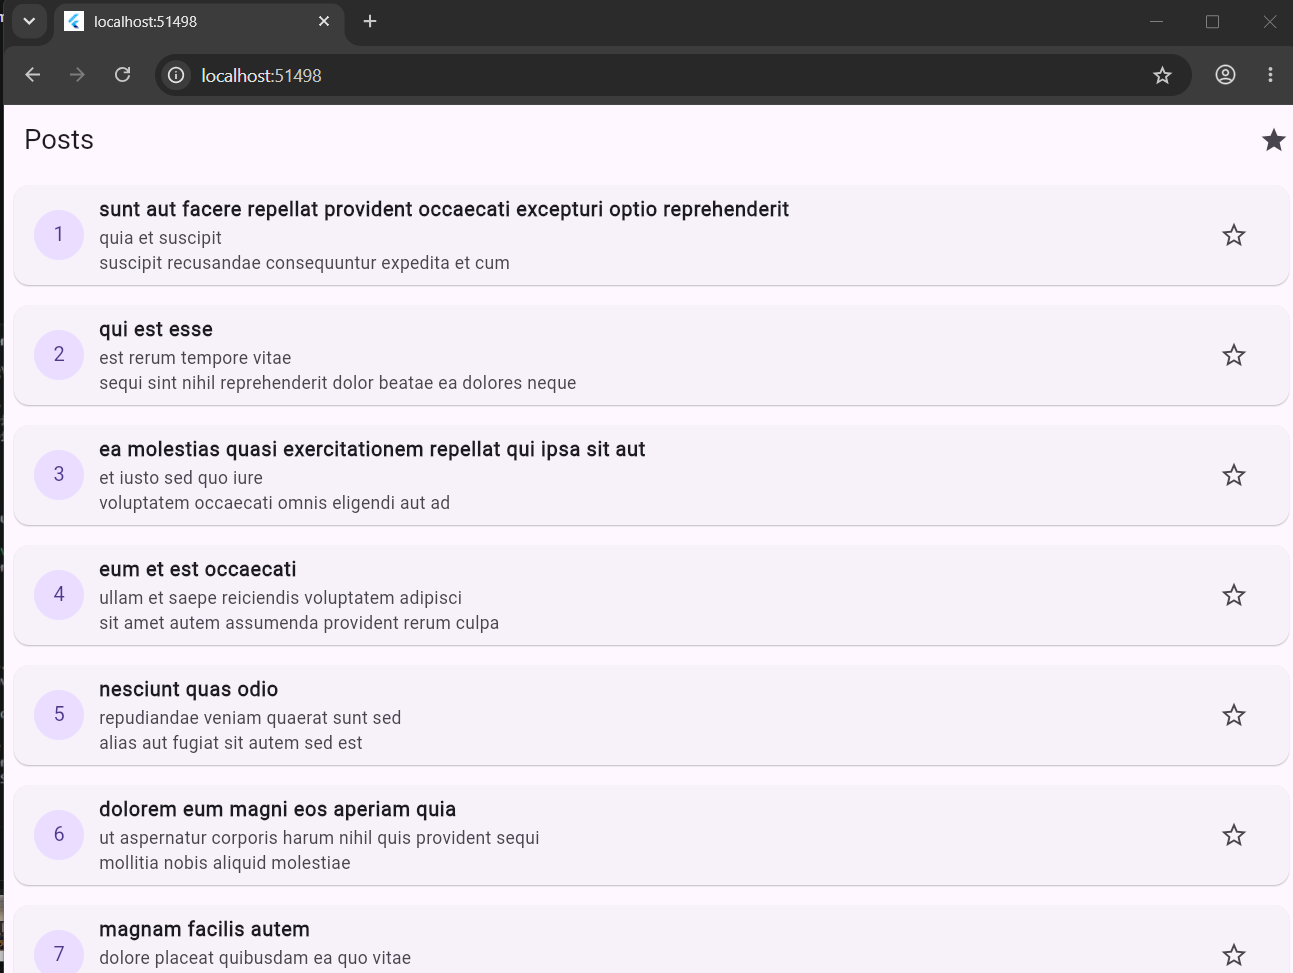 localhost:51498
localhost:51498
Posts
1
sunt aut facere repellat provident occaecati excepturi optio reprehenderit
quia et suscipit
suscipit recusandae consequuntur expedita et cum
2
qui est esse
est rerum tempore vitae
sequi sint nihil reprehenderit dolor beatae ea dolores neque
3
ea molestias quasi exercitationem repellat qui ipsa sit aut
et iusto sed quo iure
voluptatem occaecati omnis eligendi aut ad
4
eum et est occaecati
ullam et saepe reiciendis voluptatem adipisci
sit amet autem assumenda provident rerum culpa
5
nesciunt quas odio
repudiandae veniam quaerat sunt sed
alias aut fugiat sit autem sed est
6
dolorem eum magni eos aperiam quia
ut aspernatur corporis harum nihil quis provident sequi
mollitia nobis aliquid molestiae
7
magnam facilis autem
dolore placeat quibusdam ea quo vitae